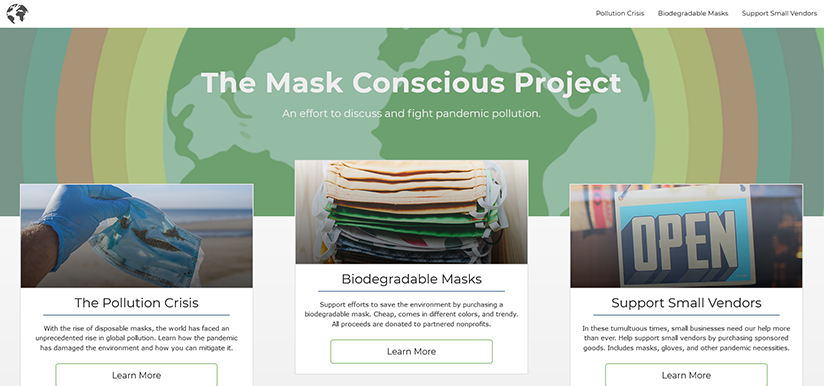 Pollution Crisis
Biodegradable Masks
Support Small Vendors
The Mask Conscious Project
An effort to discuss and fight pandemic pollution.
The Pollution Crisis
With the rise of disposable masks, the world has faced an
unprecedented rise in global pollution. Learn how the pandemic
has damaged the environment and how you can mitigate it.
Learn More
Biodegradable Masks
Support efforts to save the environment by purchasing a
biodegradable mask. Cheap, comes in different colors, and trendy.
All proceeds are donated to partnered nonprofits.
Learn More
OPEN
Support Small Vendors
In these tumultuous times, small businesses need our help more
than ever. Help support small vendors by purchasing sponsored
goods. Includes masks, gloves, and other pandemic necessities.
Learn More